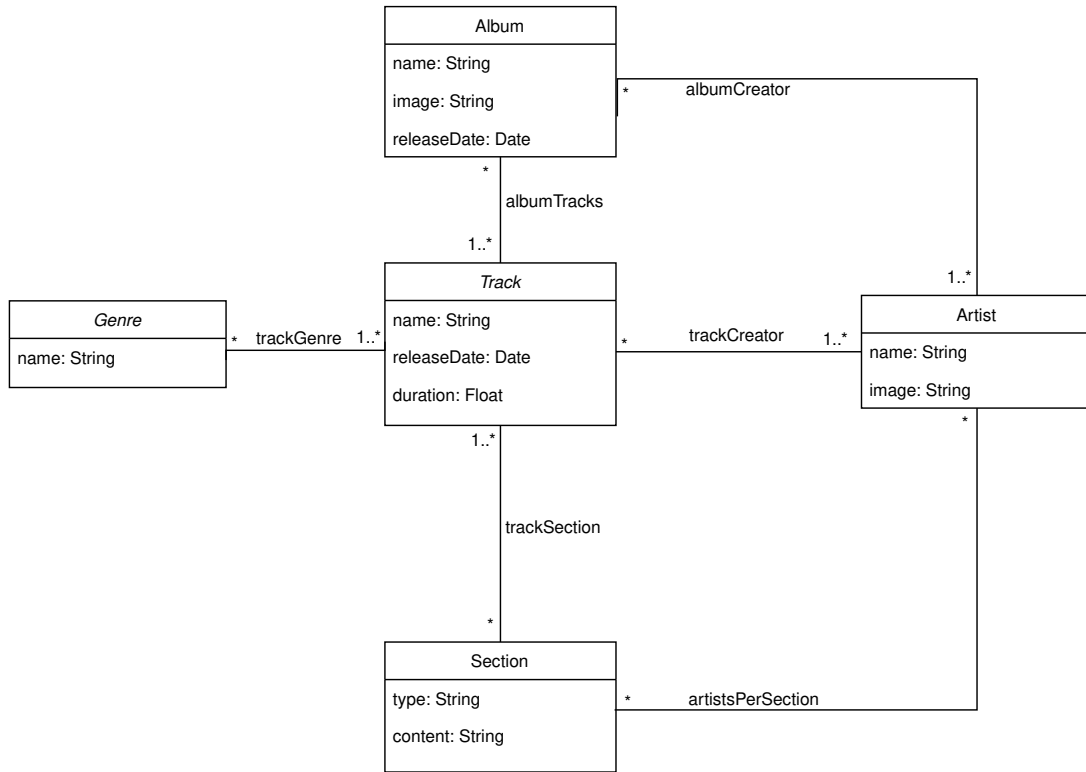 Album
name: String
image: String
releaseDate: Date
*
albumCreator
*
albumTracks
1..*
1..*
Genre
name: String
*
trackGenre
1..*
Track
name: String
releaseDate: Date
duration: Float
*
trackCreator
1..*
Artist
name: String
image: String
1..*
*
trackSection
*
Section
type: String
content: String
*
artistsPerSection